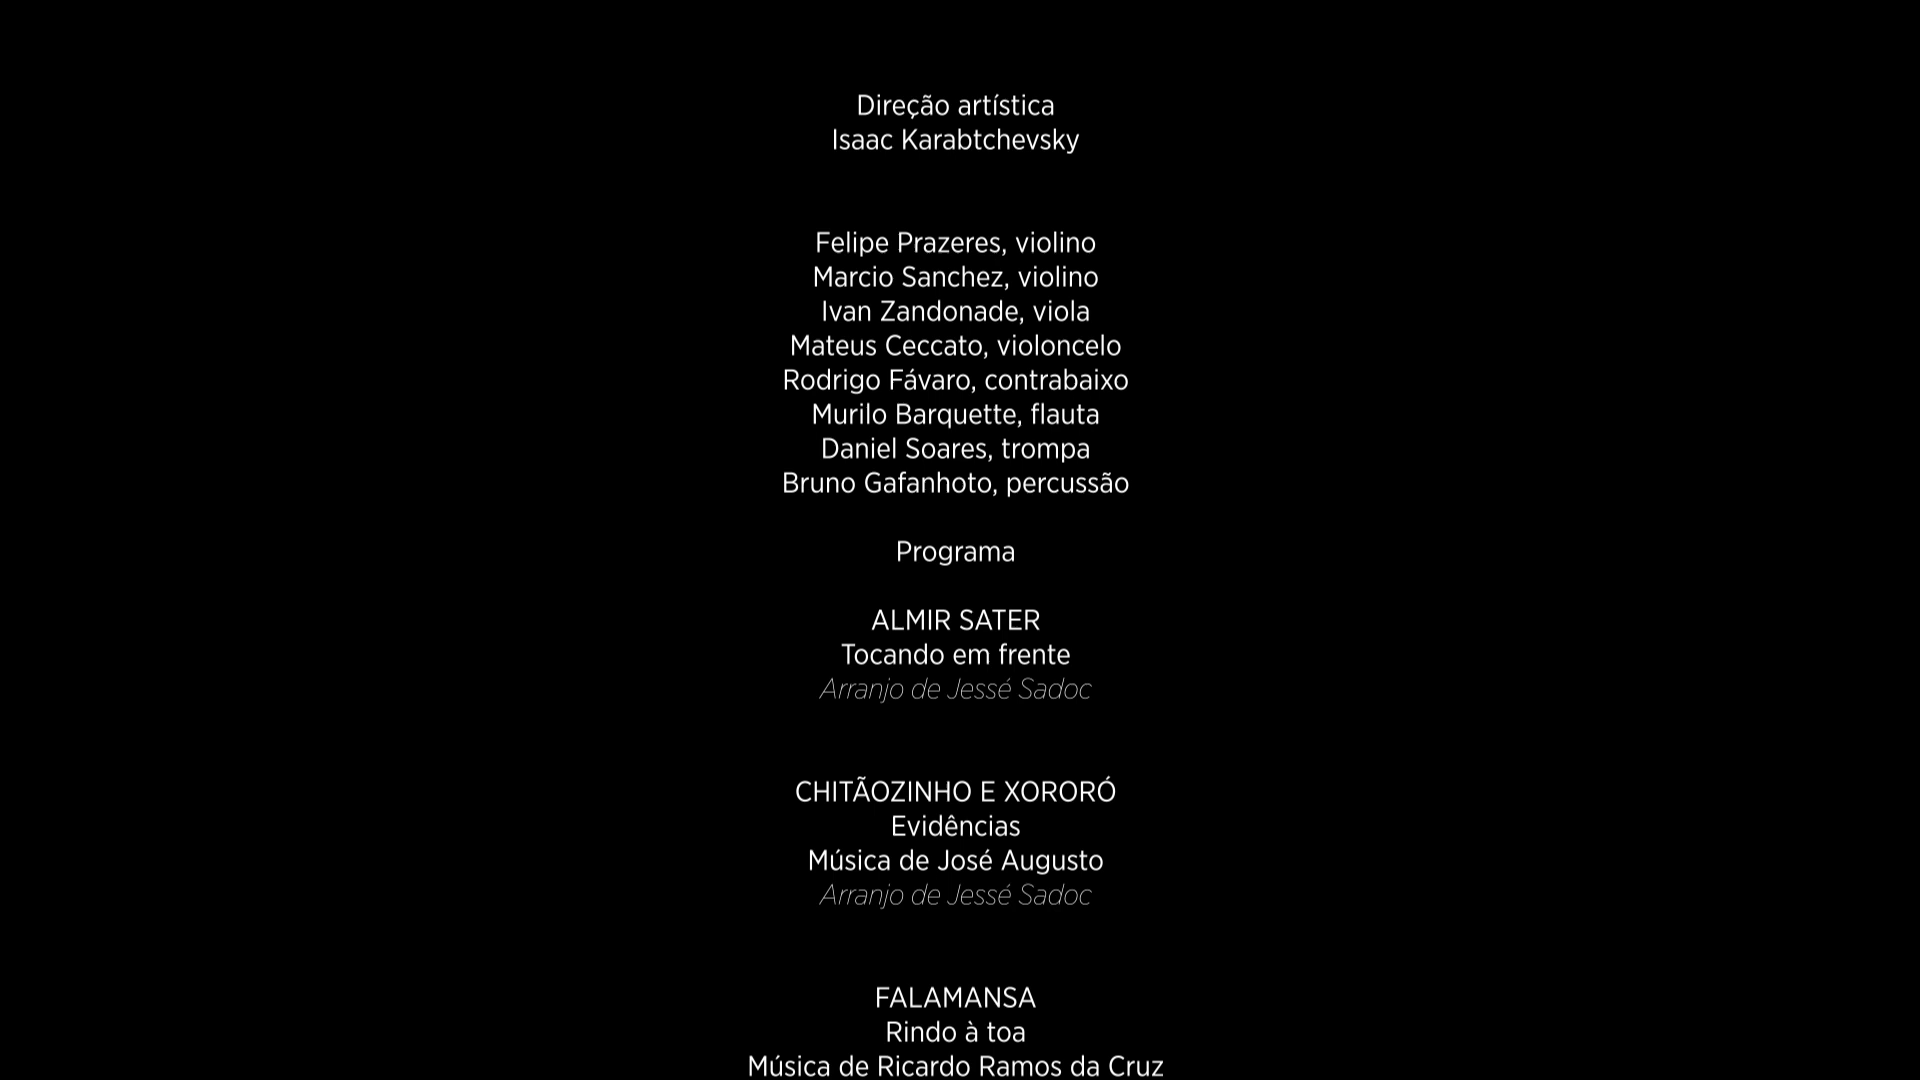 Direção artística
Isaac Karabtchevsky
Felipe Prazeres, violino
Marcio Sanchez, violino
Ivan Zandonade, viola
Mateus Ceccato, violoncelo
Rodrigo Fávaro, contrabaixo
Murilo Barquette, flauta
Daniel Soares, trompa
Bruno Gafanhoto, percussão
Programa
ALMIR SATER
Tocando em frente
Arranjo de Jessé Sadoc
CHITÃOZINHO E XORORÓ
Evidências
Música de José Augusto
Arranjo de Jessé Sadoc
FALAMANSA
Rindo à toa
Música de Ricardo Ramos da Cruz